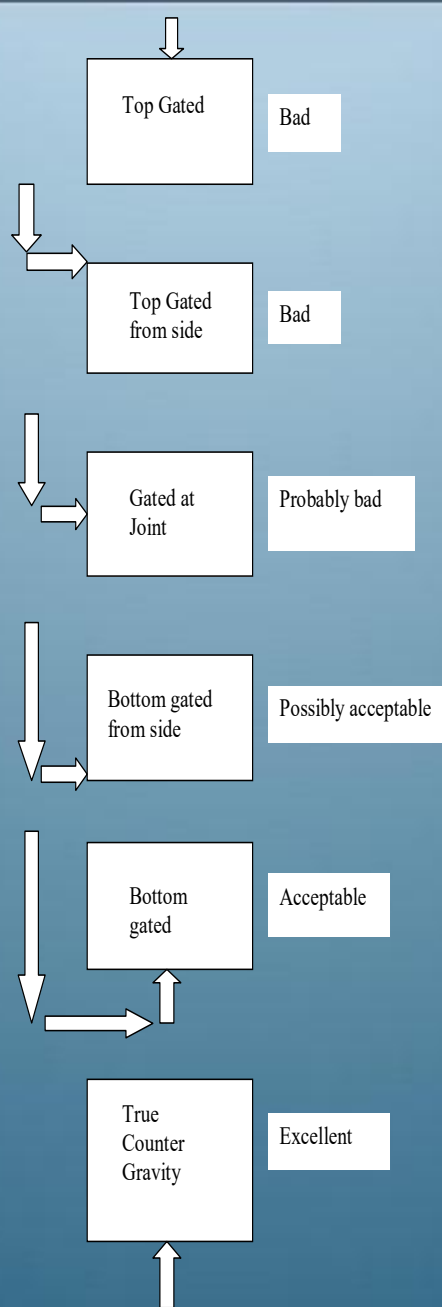 Top Gated
Bad
Top Gated
from side
Bad
Gated at
Joint
Probably bad
Bottom gated
from side
Possibly acceptable
Bottom
gated
Acceptable
True
Counter
Gravity
Excellent